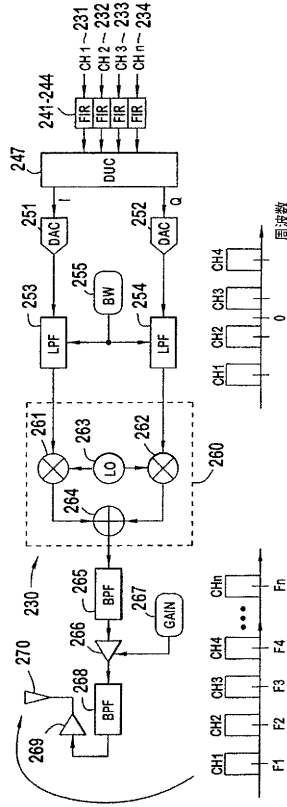 230
270
269
268
BPF
266
267
GAIN
265
BPF
264
261
263
LO
262
260
253
LPF
255
BW
254
LPF
251
DAC
I
252
DAC
Q
247
DUC
241-244
FIR
FIR
FIR
FIR
CH 1 231
CH 2 232
CH 3 233
CH n 234
CH1
CH2
CH3
CH4
CHn
F1
F2
F3
F4
Fn
CH1
CH2
CH3
CH4
0
周波数